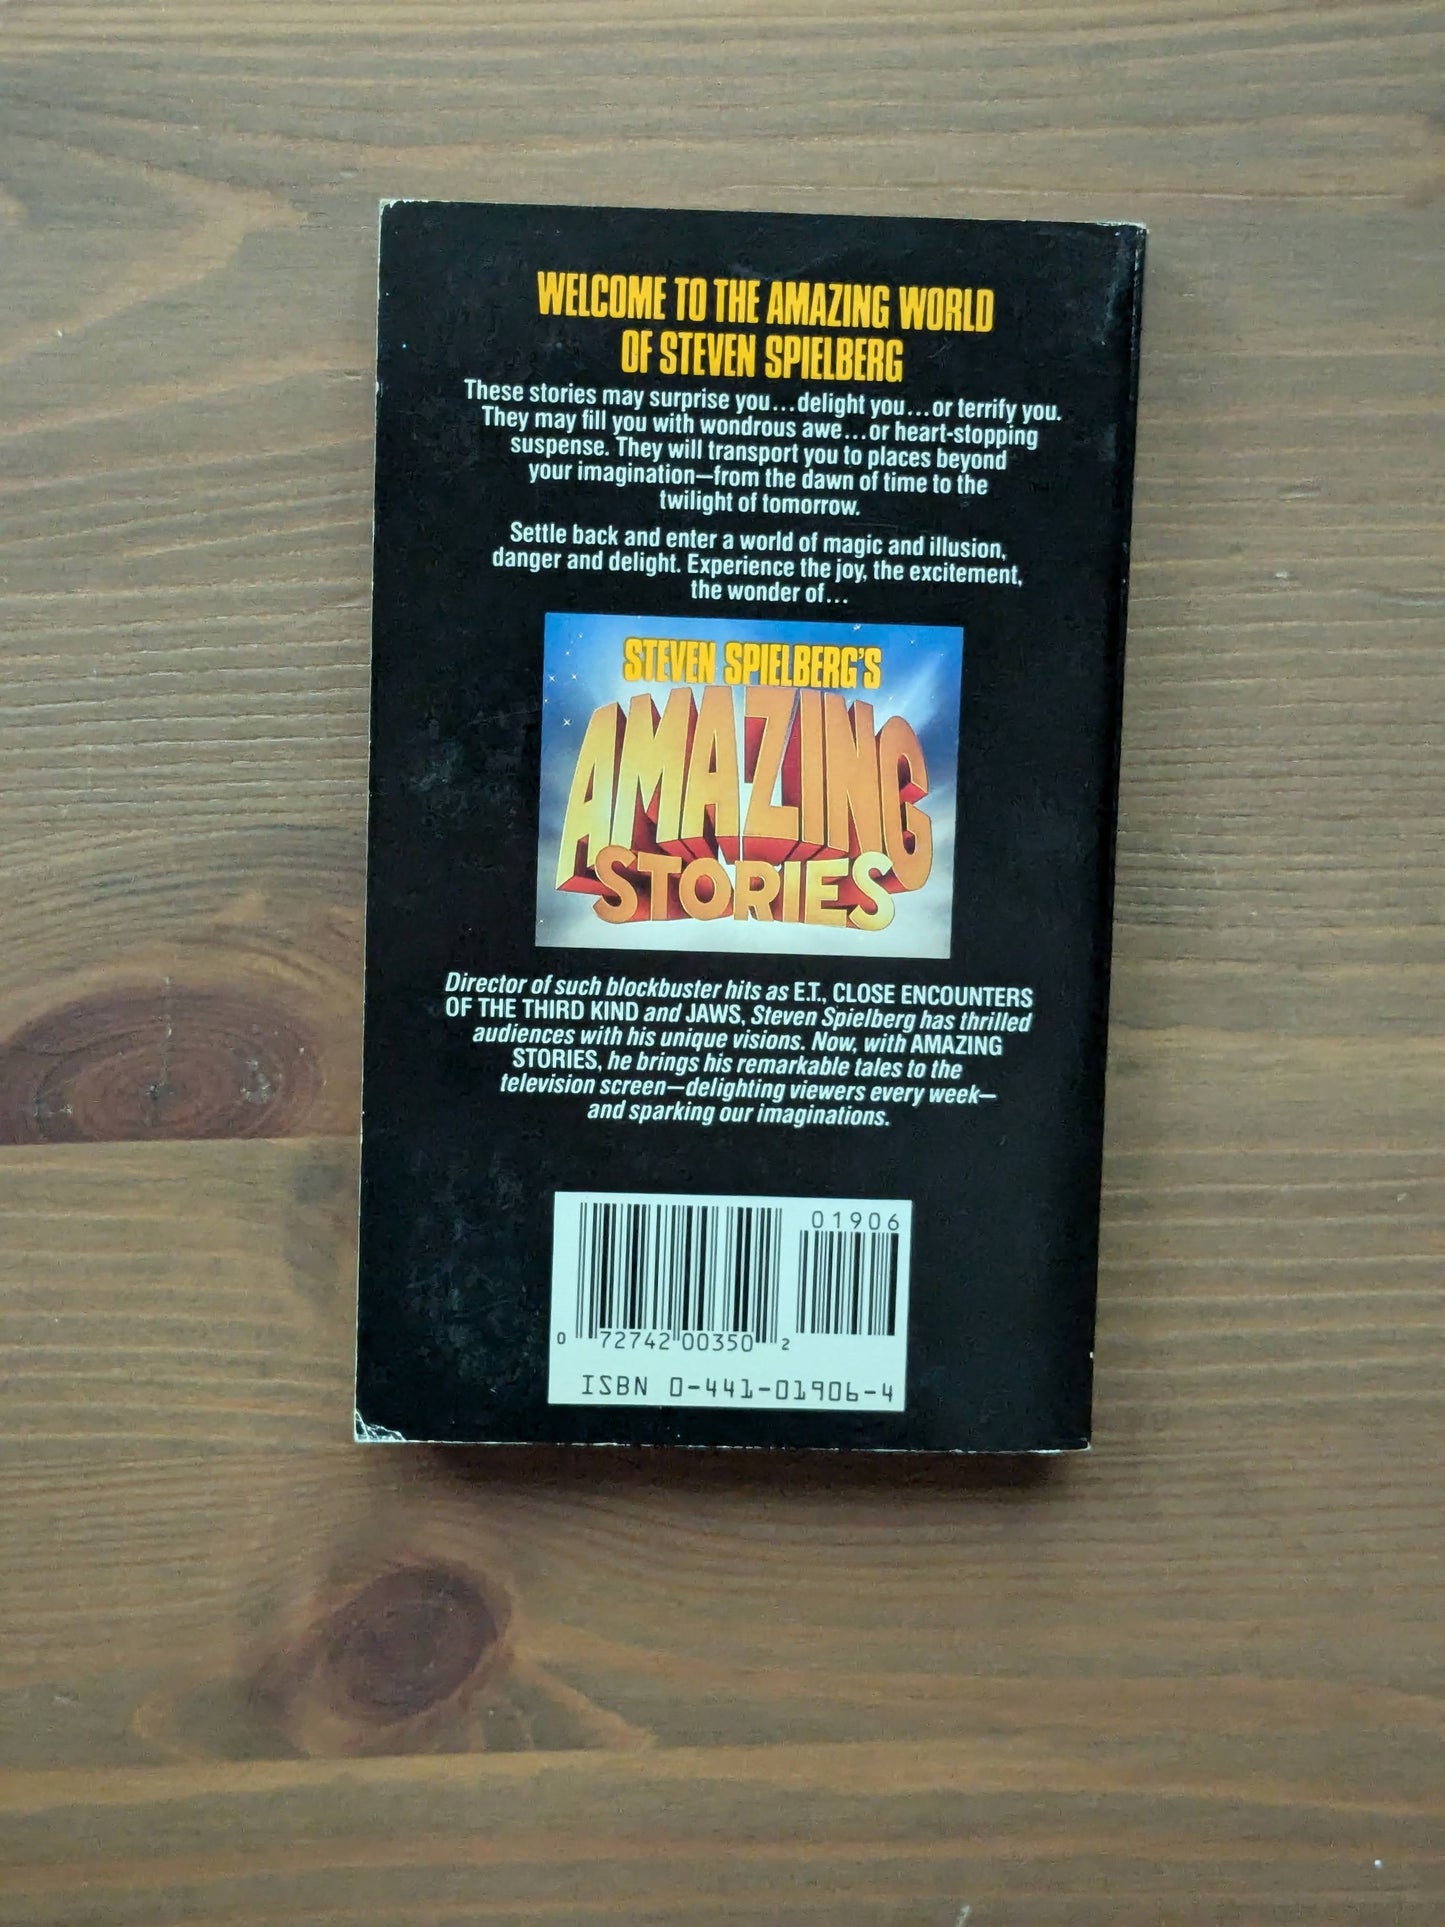 WELCOME TO THE AMAZING WORLD
OF STEVEN SPIELBERG
These stories may surprise you...delight you...or terrify you.
They may fill you with wondrous awe...or heart-stopping
suspense. They will transport you to places beyond
your imagination—from the dawn of time to the
twilight of tomorrow.
Settle back and enter a world of magic and illusion,
danger and delight. Experience the joy, the excitement,
the wonder of...
STEVEN SPIELBERG'S
AMAZING
STORIES
Director of such blockbuster hits as E.T., CLOSE ENCOUNTERS
OF THE THIRD KIND and JAWS, Steven Spielberg has thrilled
audiences with his unique visions. Now, with AMAZING
STORIES, he brings his remarkable tales to the
television screen—delighting viewers every week—
and sparking our imaginations.
01906
0 72742 00350 2
ISBN 0-441-01906-4